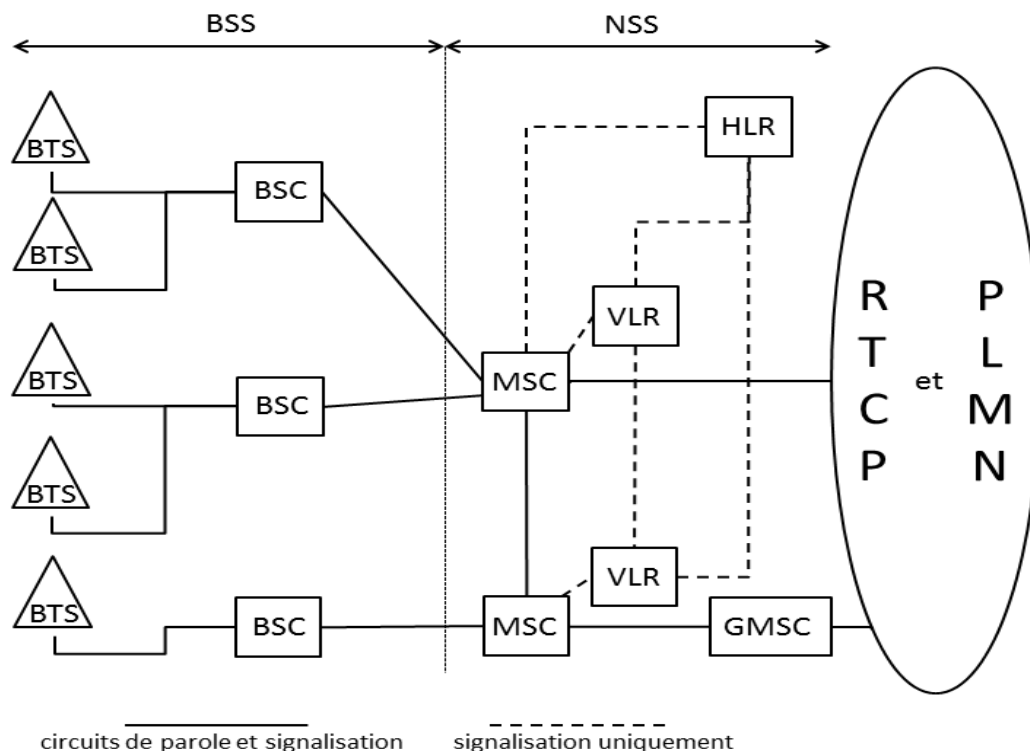 BSS
NSS
BTS
HLR
BSC
BTS
VLR
R
T
C
P
et
P
L
M
N
BTS
MSC
BSC
BTS
VLR
BTS
BSC
MSC
GMSC
circuits de parole et signalisation
signalisation uniquement